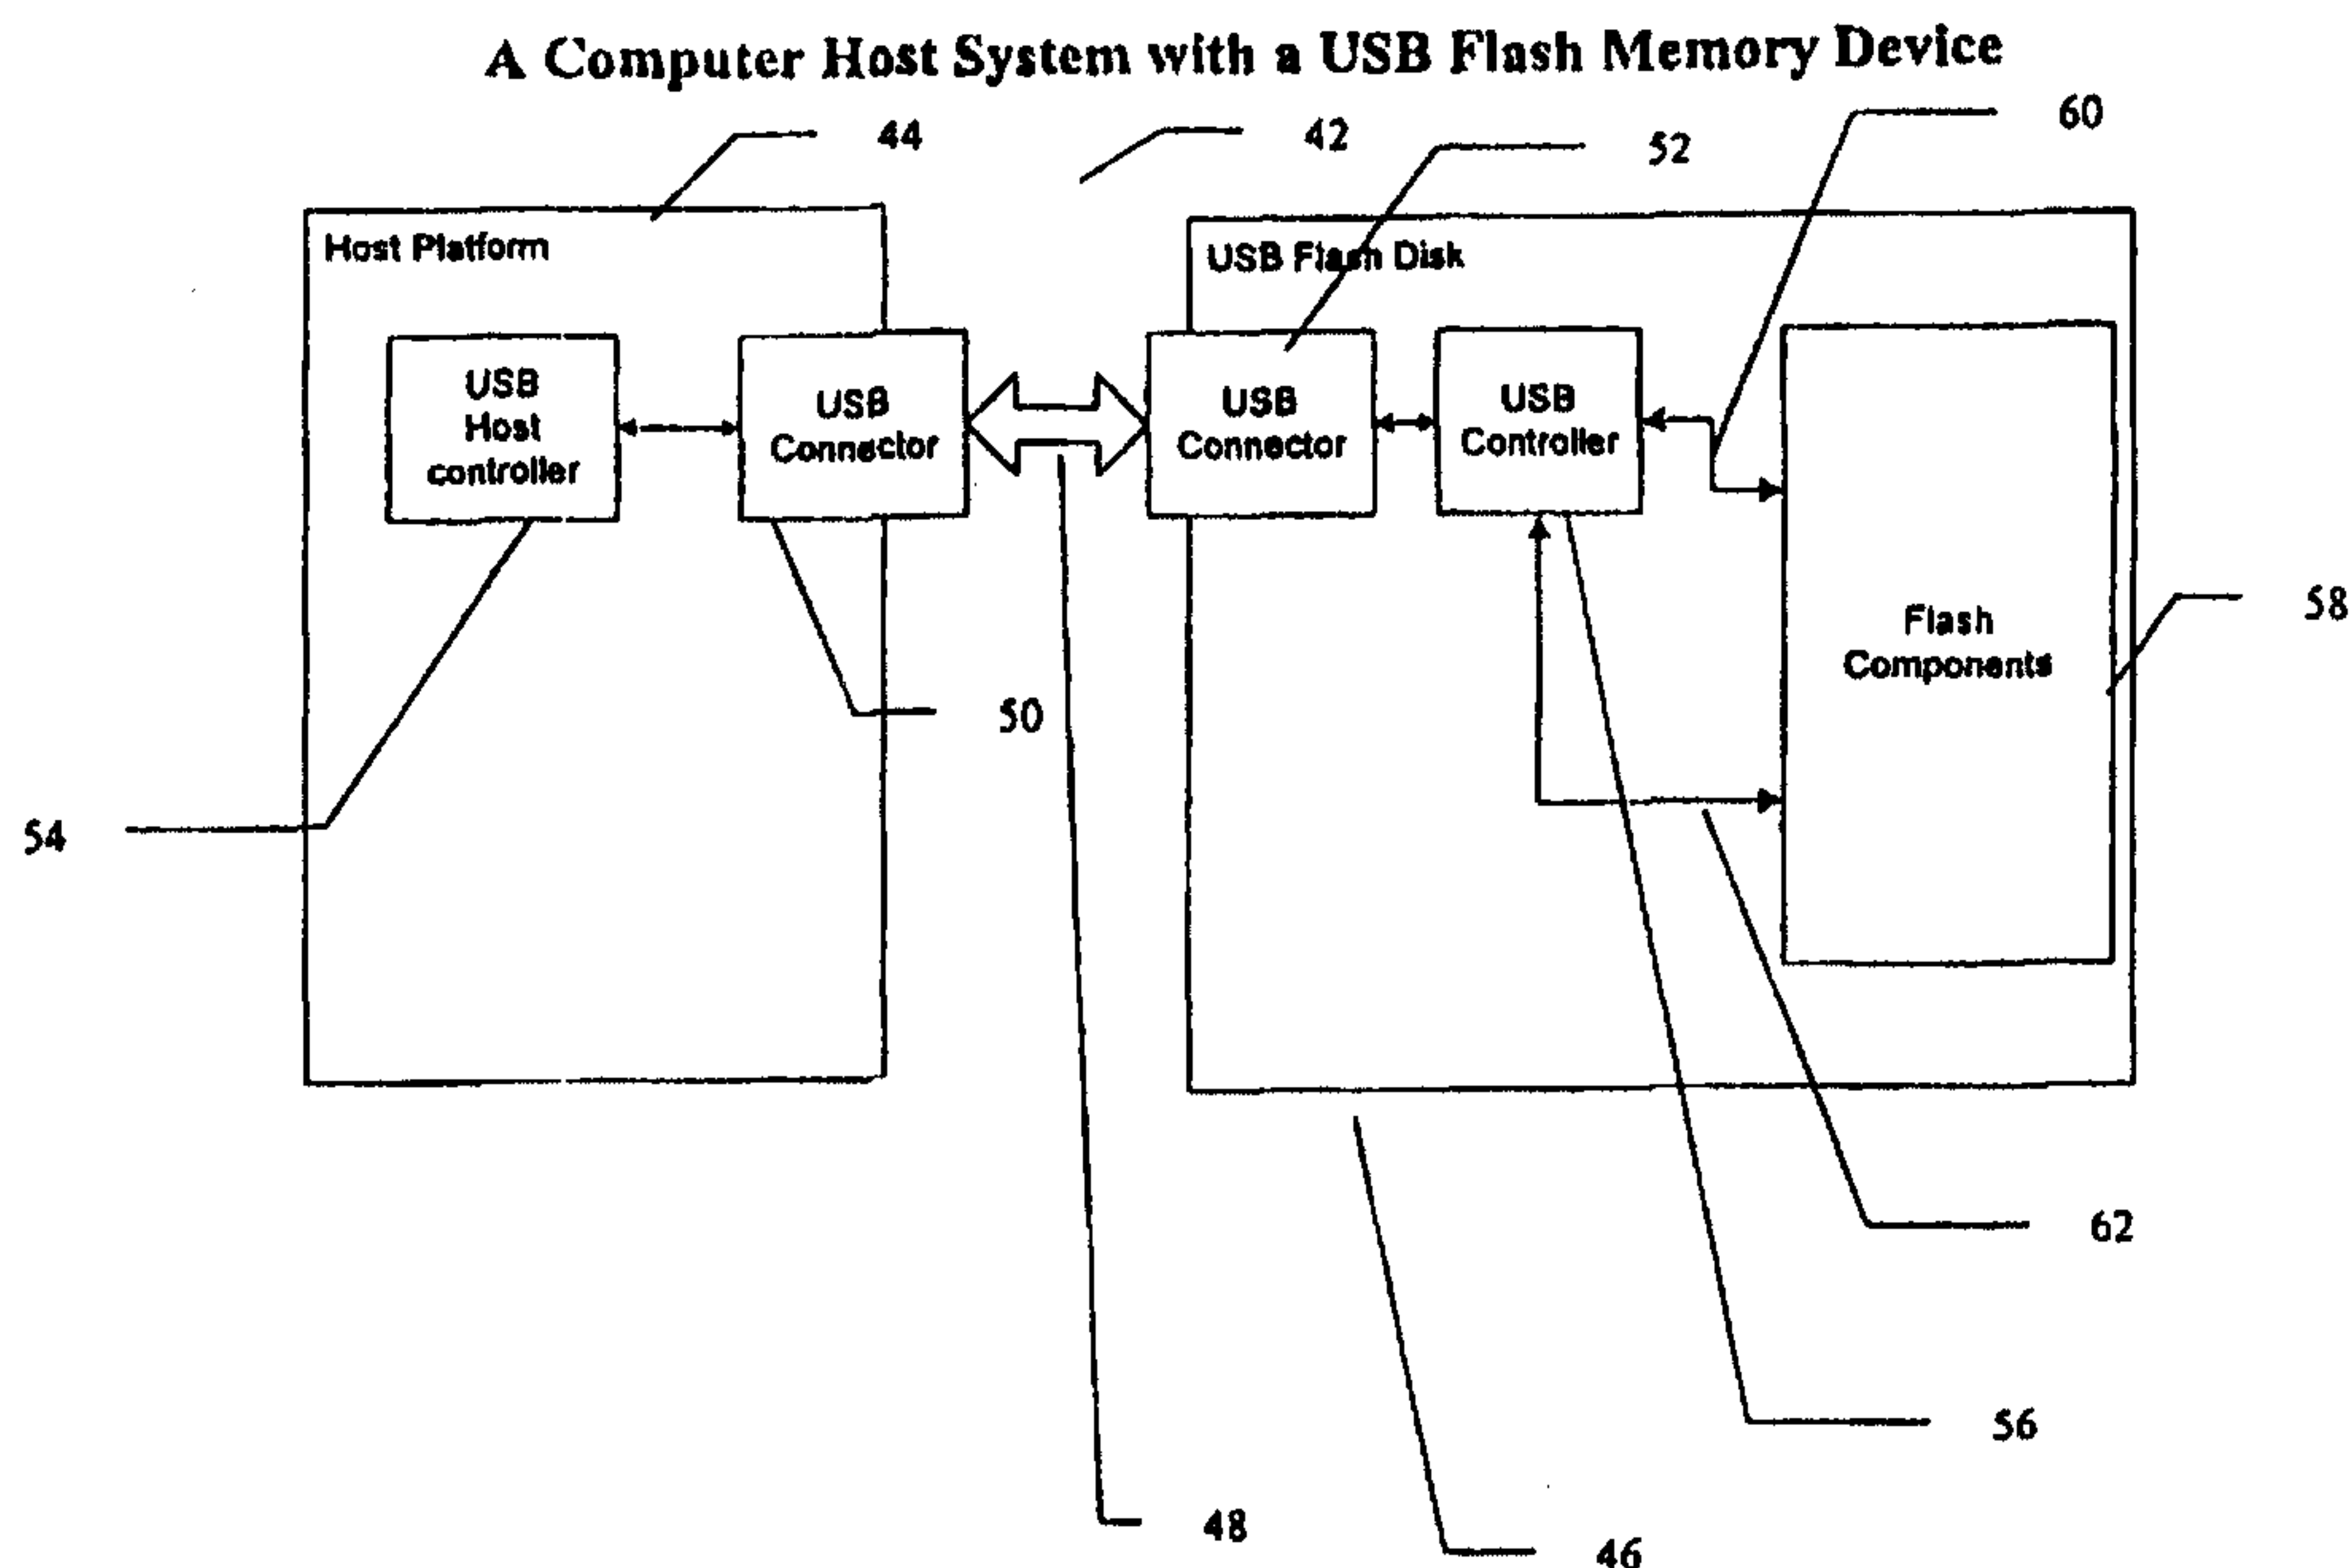 A Computer Host System with a USB Flash Memory Device
44
42
52
60
Host Platform
USB Flash Disk
USB
Host
controller
USB
Connector
USB
Connector
USB
Controller
Flash
Components
58
50
54
62
56
48
46